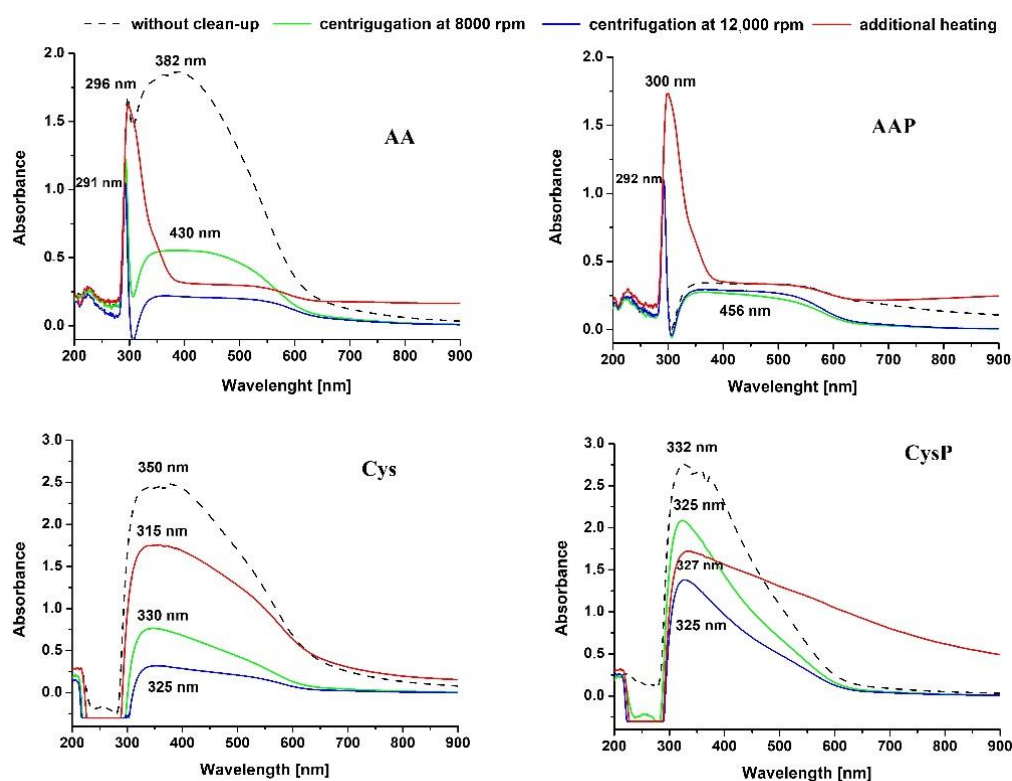 without clean-up centrigugation at 8000 rpm centrifugation at 12,000 rpm additional heating
2.0
1.5
1.0
0.5
0.0
Absorbance
382 nm
296 nm
AA
291 nm
430 nm
200 300 400 500 600 700 800 900
Wavelenght [nm]
2.0
1.5
1.0
0.5
0.0
Absorbance
300 nm
AAP
292 nm
456 nm
200 300 400 500 600 700 800 900
Wavelenght [nm]
3.0
2.5
2.0
1.5
1.0
0.5
0.0
Absorbance
Cys
350 nm
315 nm
330 nm
325 nm
200 300 400 500 600 700 800 900
Wavelength [nm]
3.0
2.5
2.0
1.5
1.0
0.5
0.0
Absorbance
332 nm
CysP
325 nm
327 nm
325 nm
200 300 400 500 600 700 800 900
Wavelength [nm]